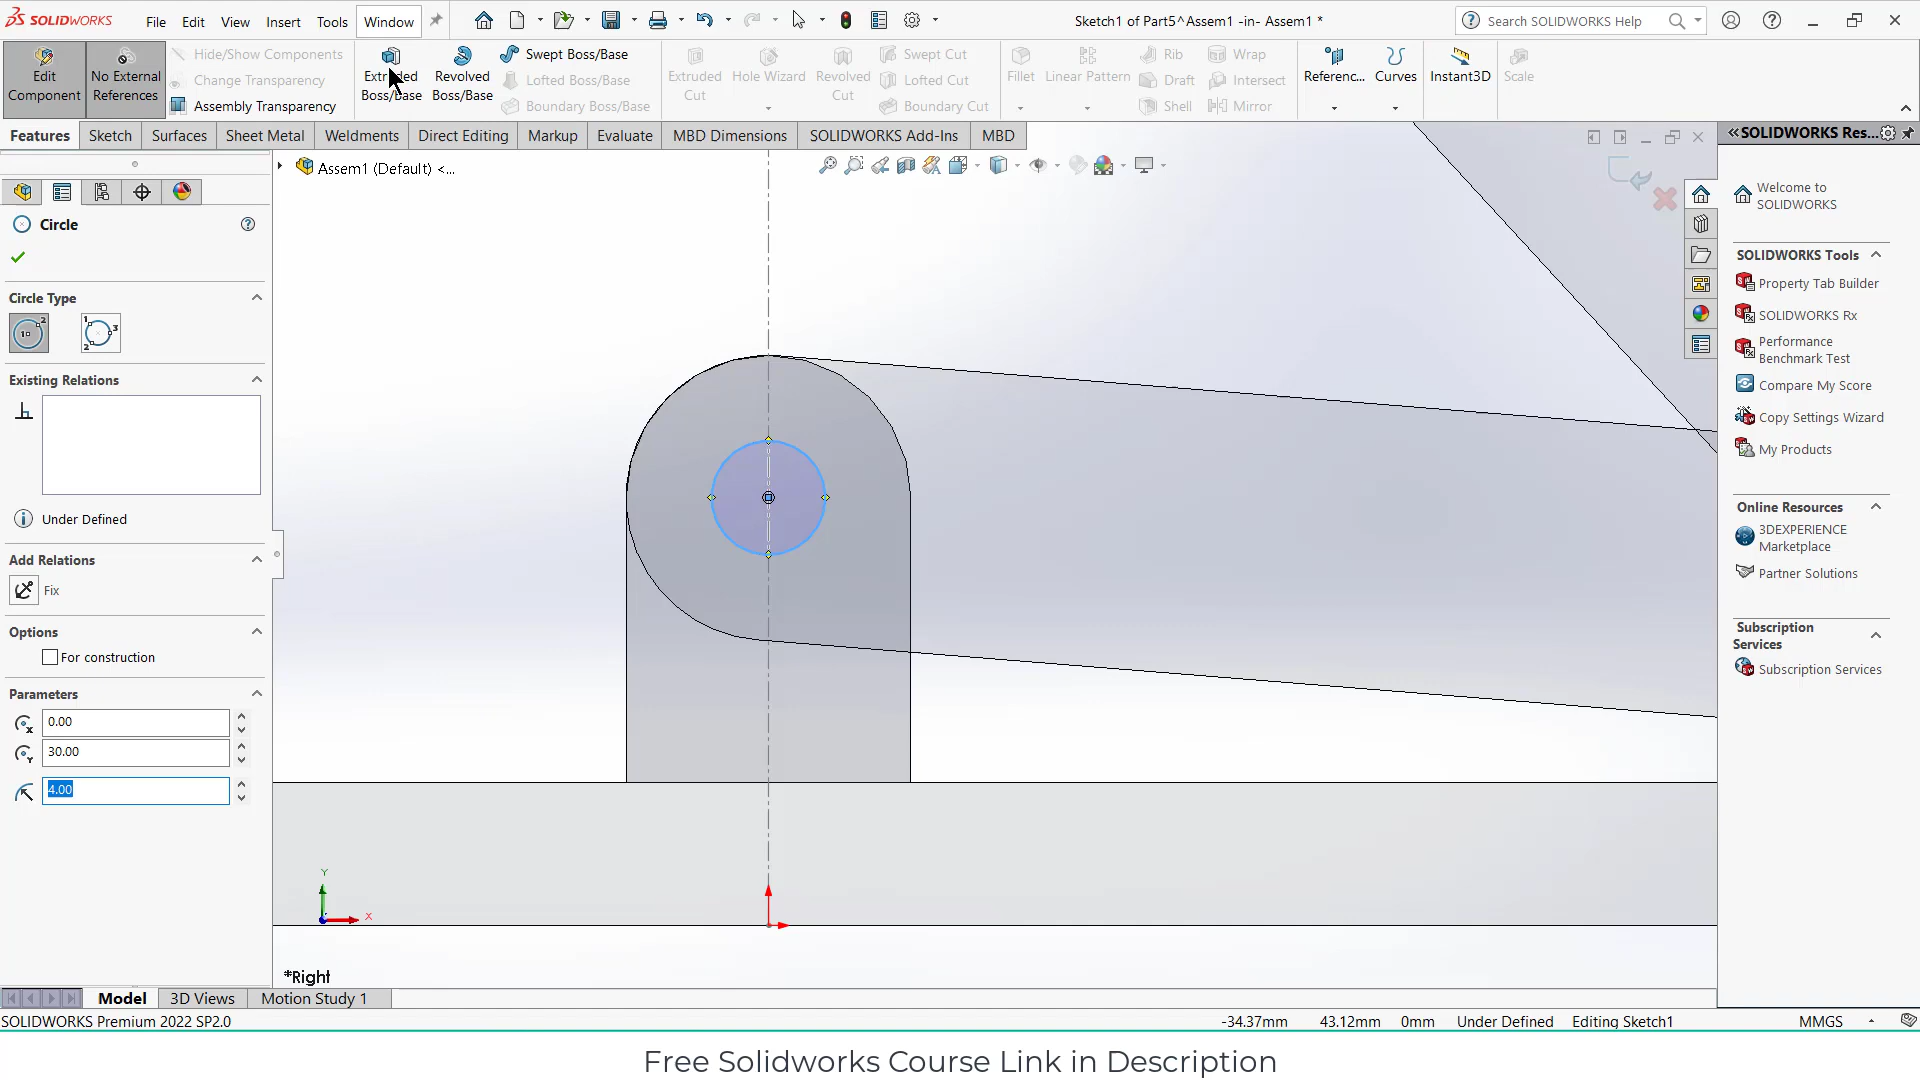 SOLIDWORKS File Edit View Insert Tools Window Sketch1 of Part5^Assem1 -in- Assem1 * Search SOLIDWORKS Help
Edit Component
No External References
Hide/Show Components
Change Transparency
Assembly Transparency
Extruded Boss/Base
Revolved Boss/Base
Swept Boss/Base
Lofted Boss/Base
Boundary Boss/Base
Extruded Cut
Hole Wizard
Revolved Cut
Swept Cut
Lofted Cut
Boundary Cut
Fillet
Linear Pattern
Rib
Draft
Shell
Wrap
Intersect
Mirror
Referenc...
Curves
Instant3D
Scale
Features Sketch Surfaces Sheet Metal Weldments Direct Editing Markup Evaluate MBD Dimensions SOLIDWORKS Add-Ins MBD
Assem1 (Default) <...
Circle
Circle Type
Existing Relations
Under Defined
Add Relations
Fix
Options
For construction
Parameters
0.00
30.00
4.00
Y
X
*Right
SOLIDWORKS Res...
Welcome to
SOLIDWORKS
SOLIDWORKS Tools
Property Tab Builder
SOLIDWORKS Rx
Performance
Benchmark Test
Compare My Score
Copy Settings Wizard
My Products
Online Resources
3DEXPERIENCE
Marketplace
Partner Solutions
Subscription
Services
Subscription Services
Model 3D Views Motion Study 1
SOLIDWORKS Premium 2022 SP2.0 -34.37mm 43.12mm 0mm Under Defined Editing Sketch1 MMGS
Free Solidworks Course Link in Description